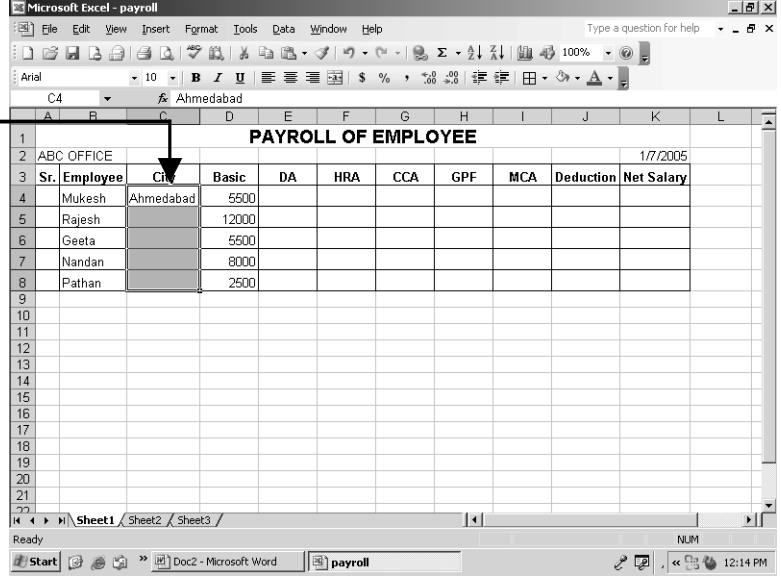 Microsoft Excel - payroll
File Edit View Insert Format Tools Data Window Help Type a question for help
100%
Arial 10 B I U $ % ,
C4 fx Ahmedabad
A B C D E F G H I J K L
1 PAYROLL OF EMPLOYEE
2 ABC OFFICE 1/7/2005
3 Sr. Employee City Basic DA HRA CCA GPF MCA Deduction Net Salary
4 Mukesh Ahmedabad 5500
5 Rajesh 12000
6 Geeta 5500
7 Nandan 8000
8 Pathan 2500
9
10
11
12
13
14
15
16
17
18
19
20
21
22
Sheet1 Sheet2 Sheet3
Ready NUM
Start Doc2 - Microsoft Word payroll 12:14 PM